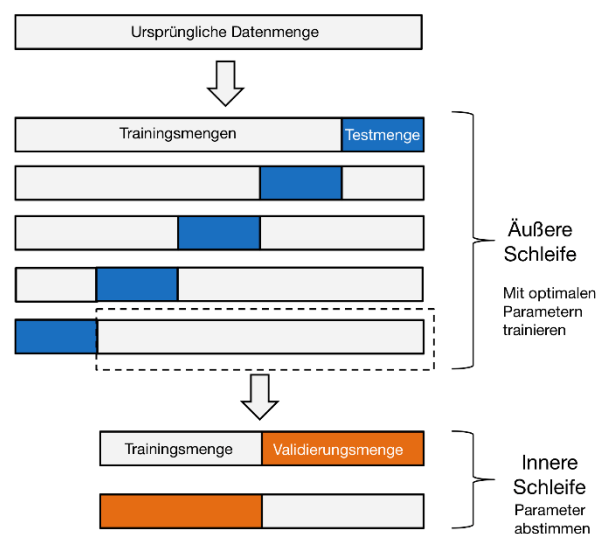 Ursprüngliche Datenmenge
Trainingsmengen
Testmenge
Äußere
Schleife
Mit optimalen
Parametern
trainieren
Trainingsmenge
Validierungsmenge
Innere
Schleife
Parameter
abstimmen